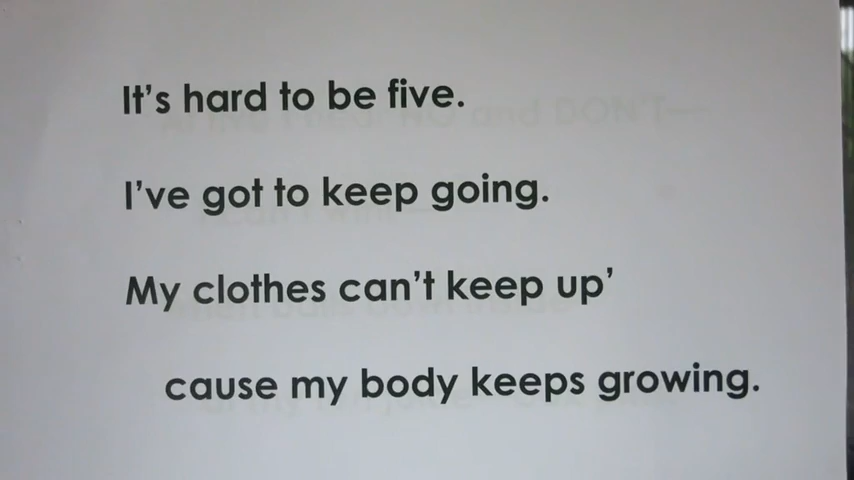 It's hard to be five.
I've got to keep going.
My clothes can't keep up'
cause my body keeps growing.